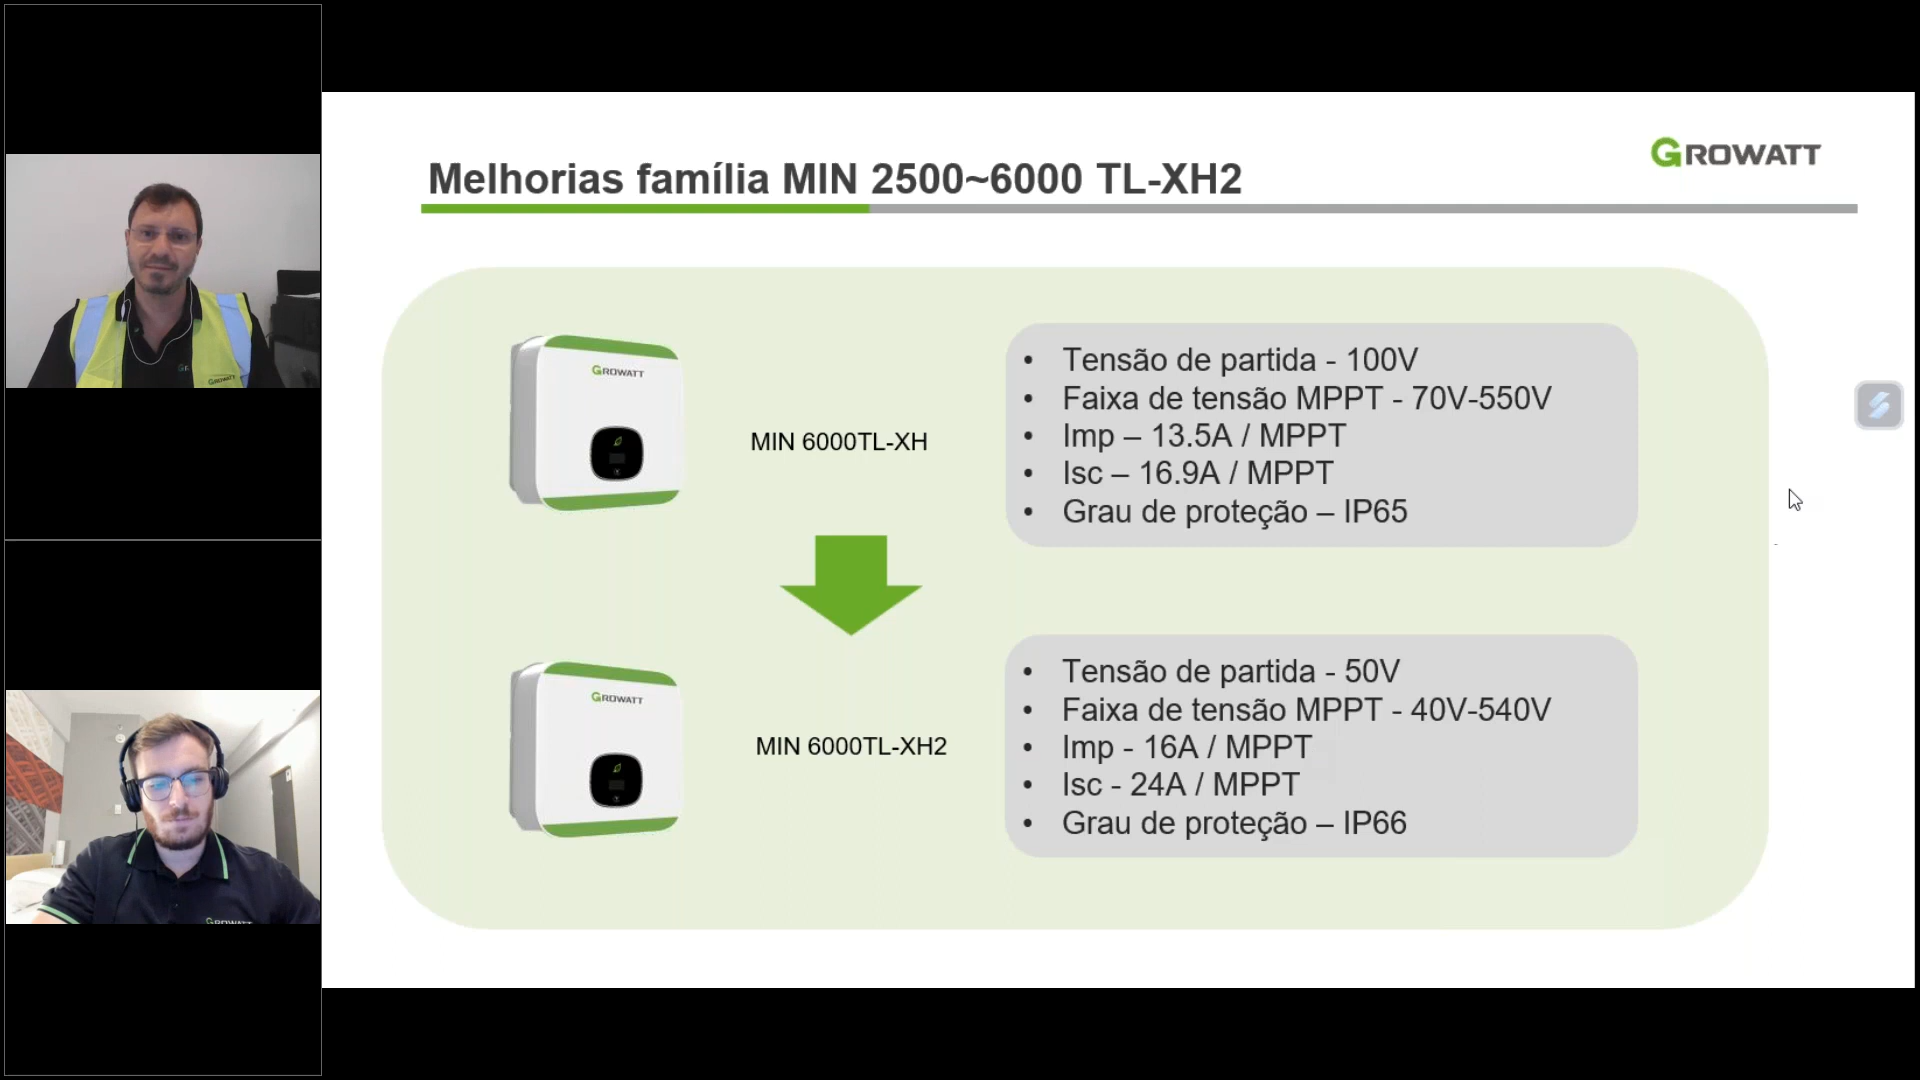 GROWATT
Melhorias família MIN 2500~6000 TL-XH2
GROWATT
MIN 6000TL-XH
• Tensão de partida - 100V
• Faixa de tensão MPPT - 70V-550V
• Imp – 13.5A / MPPT
• Isc – 16.9A / MPPT
• Grau de proteção – IP65
GROWATT
MIN 6000TL-XH2
• Tensão de partida - 50V
• Faixa de tensão MPPT - 40V-540V
• Imp - 16A / MPPT
• Isc - 24A / MPPT
• Grau de proteção – IP66
GROWATT
GROWATT